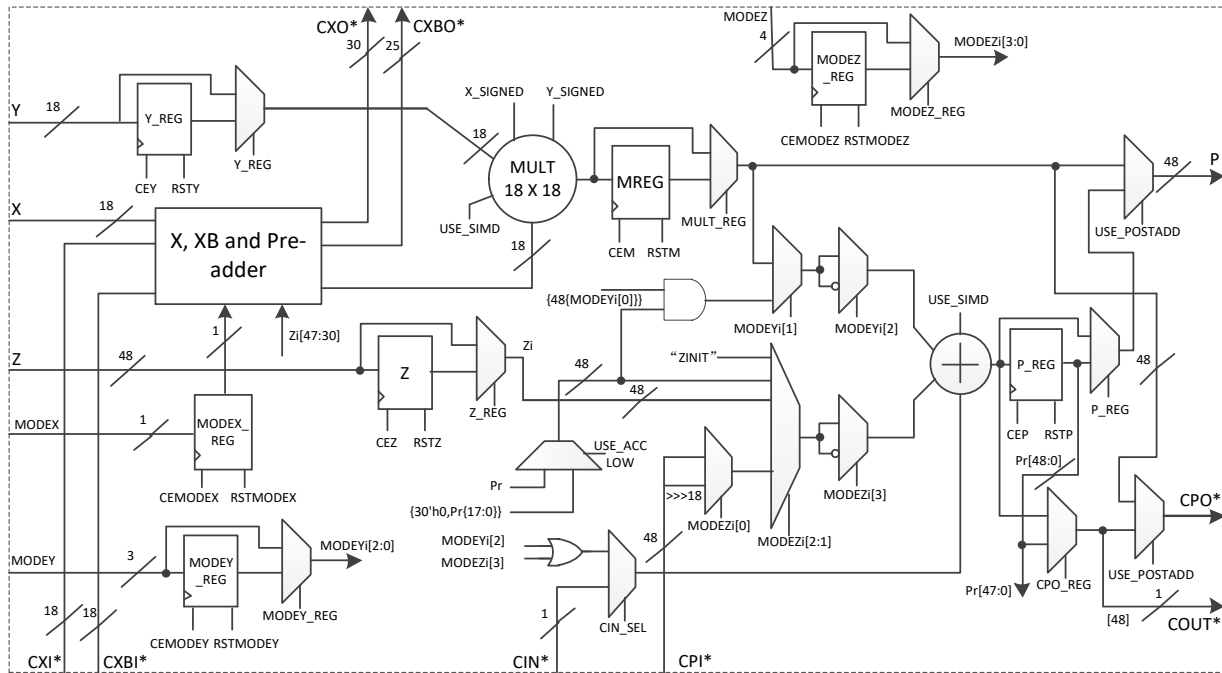 CXO*
CXBO*
30
25
MODEZ
4
MODEZ
_REG
MODEZi[3:0]
MODEZ_REG
CEMODEZ
RSTMODEZ
Y
18
Y_REG
CEY
RSTY
Y_REG
X_SIGNED
Y_SIGNED
18
MULT
18 X 18
USE_SIMD
18
MREG
CEM
RSTM
MULT_REG
48
P
USE_POSTADD
X
18
X, XB and Pre-
adder
1
Zi[47:30]
{48{MODEYi[0]}}
MODEYi[1]
MODEYi[2]
USE_SIMD
Z
48
Z
CEZ
RSTZ
Z_REG
Zi
48
48
“ZINIT”
P_REG
CEP
RSTP
P_REG
48
MODEX
1
MODEX_
REG
CEMODEX
RSTMODEX
USE_ACC
LOW
Pr
{30'h0,Pr{17:0}}
>>>18
MODEZi[0]
MODEZi[2:1]
MODEZi[3]
Pr[48:0]
Pr[47:0]
CPO_REG
CPO*
USE_POSTADD
MODEY
3
MODEY
_REG
MODEYi[2:0]
MODEY_REG
CEMODEY
RSTMODEY
MODEYi[2]
MODEZi[3]
48
1
CIN_SEL
[48]
1
COUT*
18
18
CXI*
CXBI*
CIN*
CPI*